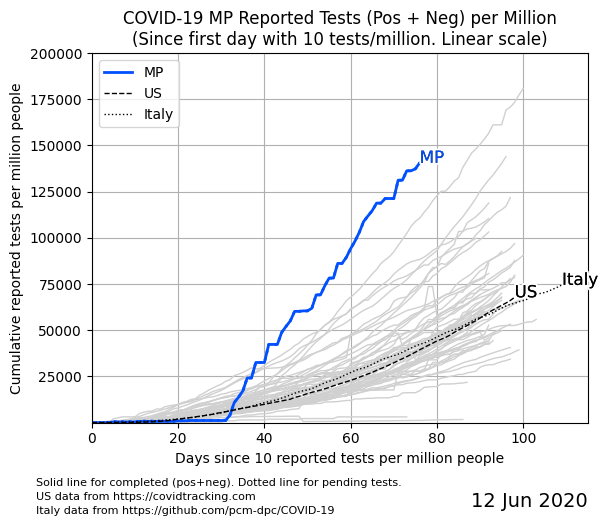 COVID-19 MP Reported Tests (Pos + Neg) per Million
(Since first day with 10 tests/million. Linear scale)
Cumulative reported tests per million people
200000
175000
150000
125000
100000
75000
50000
25000
MP
US
Italy
MP
Italy
US
0
20
40
60
80
100
Days since 10 reported tests per million people
Solid line for completed (pos+neg). Dotted line for pending tests.
US data from https://covidtracking.com
Italy data from https://github.com/pcm-dpc/COVID-19
12 Jun 2020